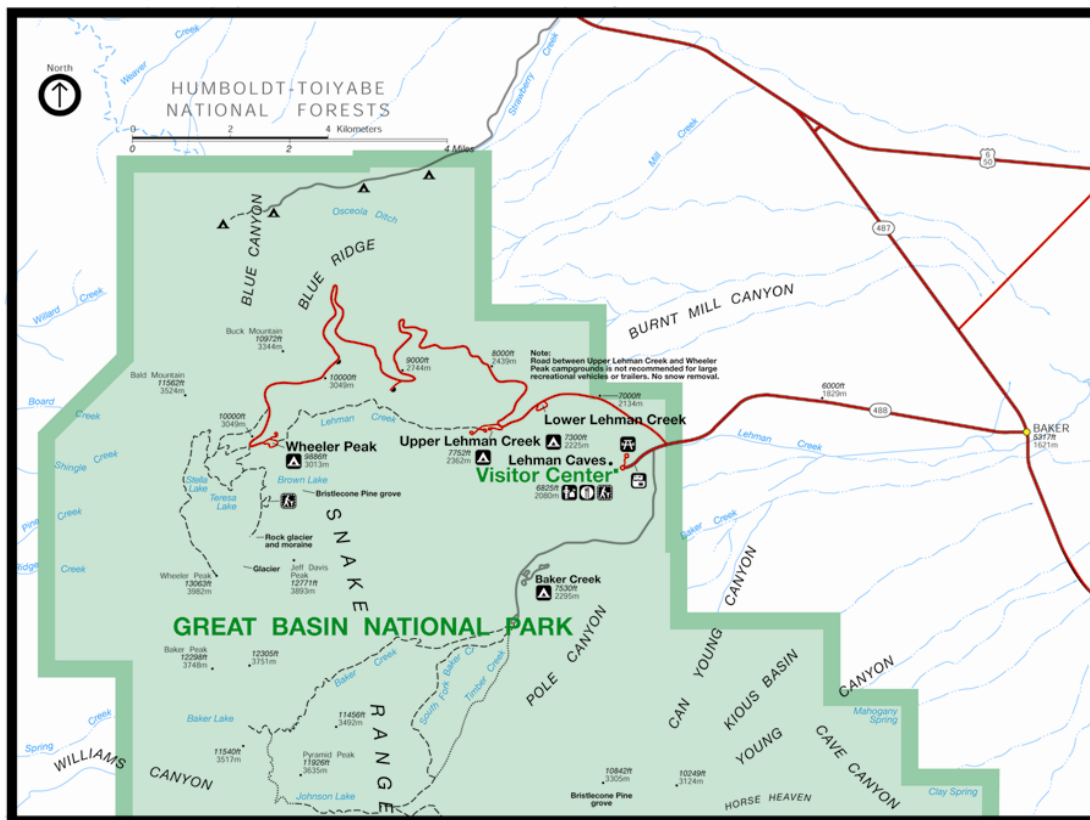 North
HUMBOLDT-TOIYABE
NATIONAL FORESTS
0 2 4 Kilometers
0 2 4 Miles
Weaver Creek
Strawberry Creek
Mill Creek
6
50
487
BLUE CANYON
Osceola Ditch
BLUE RIDGE
Willard Creek
BURNT MILL CANYON
Buck Mountain
10972ft
3344m
Bald Mountain
11562ft
3524m
10000ft
3049m
9000ft
2744m
8000ft
2439m
Note:
Road between Upper Lehman Creek and Wheeler
Peak campgrounds is not recommended for large
recreational vehicles or trailers. No snow removal.
7000ft
2134m
6000ft
1829m
488
Board Creek
10000ft
3049m
Lehman Creek
Lower Lehman Creek
7300ft
2225m
Upper Lehman Creek
7752ft
2362m
Wheeler Peak
9886ft
3013m
Lehman Caves
Visitor Center
6825ft
2080m
Lehman Creek
BAKER
5317ft
1621m
Shingle Creek
Stella
Lake
Teresa
Lake
Brown Lake
Bristlecone Pine grove
Pine Creek
Baker Creek
Rock glacier
and moraine
Ridge Creek
Glacier
Wheeler Peak
13063ft
3982m
Jeff Davis
Peak
12771ft
3893m
SNAKE
Baker Creek
7530ft
2295m
GREAT BASIN NATIONAL PARK
Baker Peak
12298ft
3748m
12305ft
3751m
Baker Creek
South Fork Baker Cr
Timber Creek
POLE CANYON
CAN YOUNG CANYON
KIOUS BASIN
YOUNG CANYON
Mahogany
Spring
CAVE CANYON
Baker Lake
11456ft
3492m
RANGE
Spring Creek
WILLIAMS CANYON
11540ft
3517m
Pyramid Peak
11926ft
3635m
Johnson Lake
10842ft
3305m
Bristlecone Pine
grove
10249ft
3124m
HORSE HEAVEN
Clay Spring